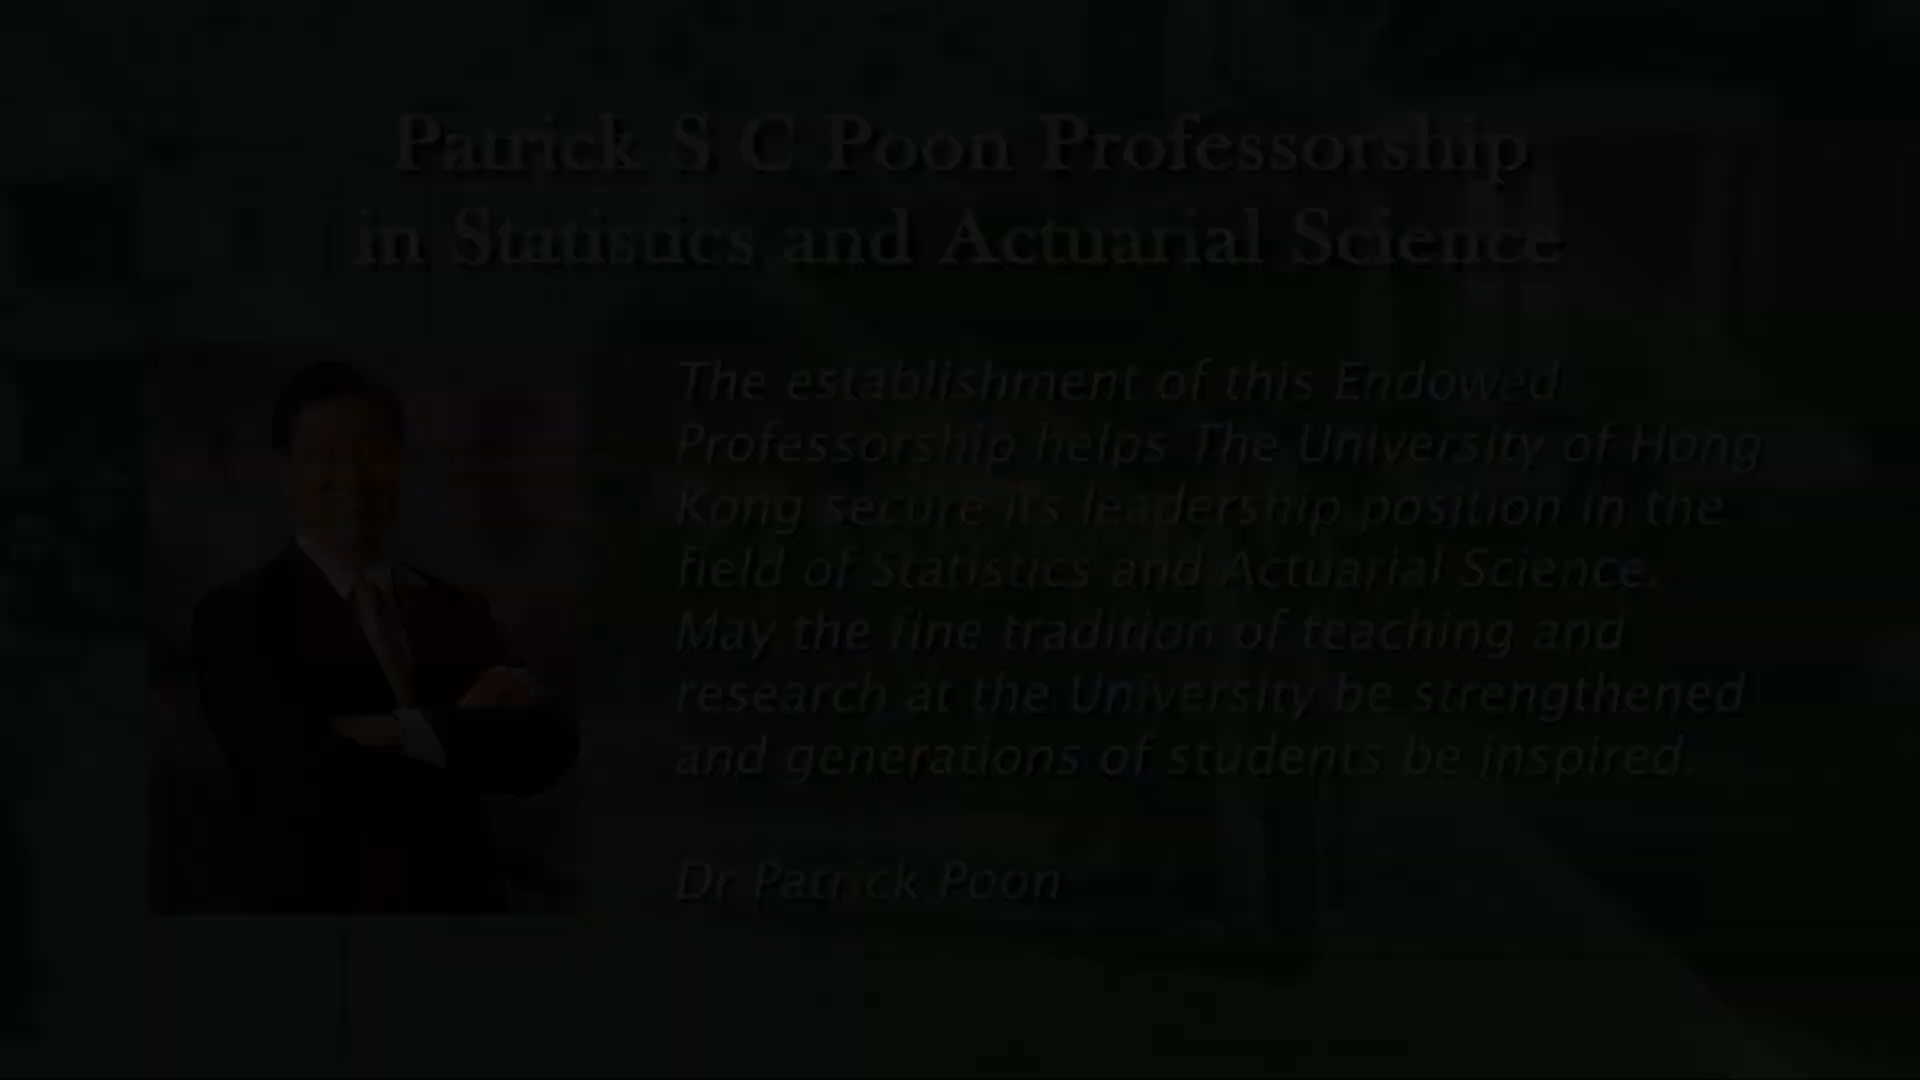 Patrick S C Poon Professorship
in Statistics and Actuarial Science
The establishment of this Endowed
Professorship helps The University of Hong
Kong secure its leadership position in the
field of Statistics and Actuarial Science.
May the fine tradition of teaching and
research at the University be strengthened
and generations of students be inspired.
Dr Patrick Poon